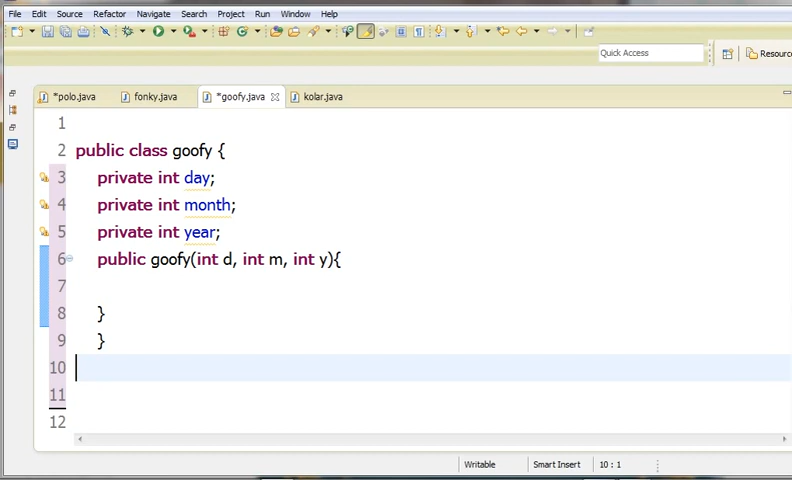 File Edit Source Refactor Navigate Search Project Run Window Help
Quick Access
Resource
*polo.java fonky.java *goofy.java kolar.java
1
2 public class goofy {
3 private int day;
4 private int month;
5 private int year;
6 public goofy(int d, int m, int y){
7
8 }
9 }
10
11
12
Writable Smart Insert 10 : 1